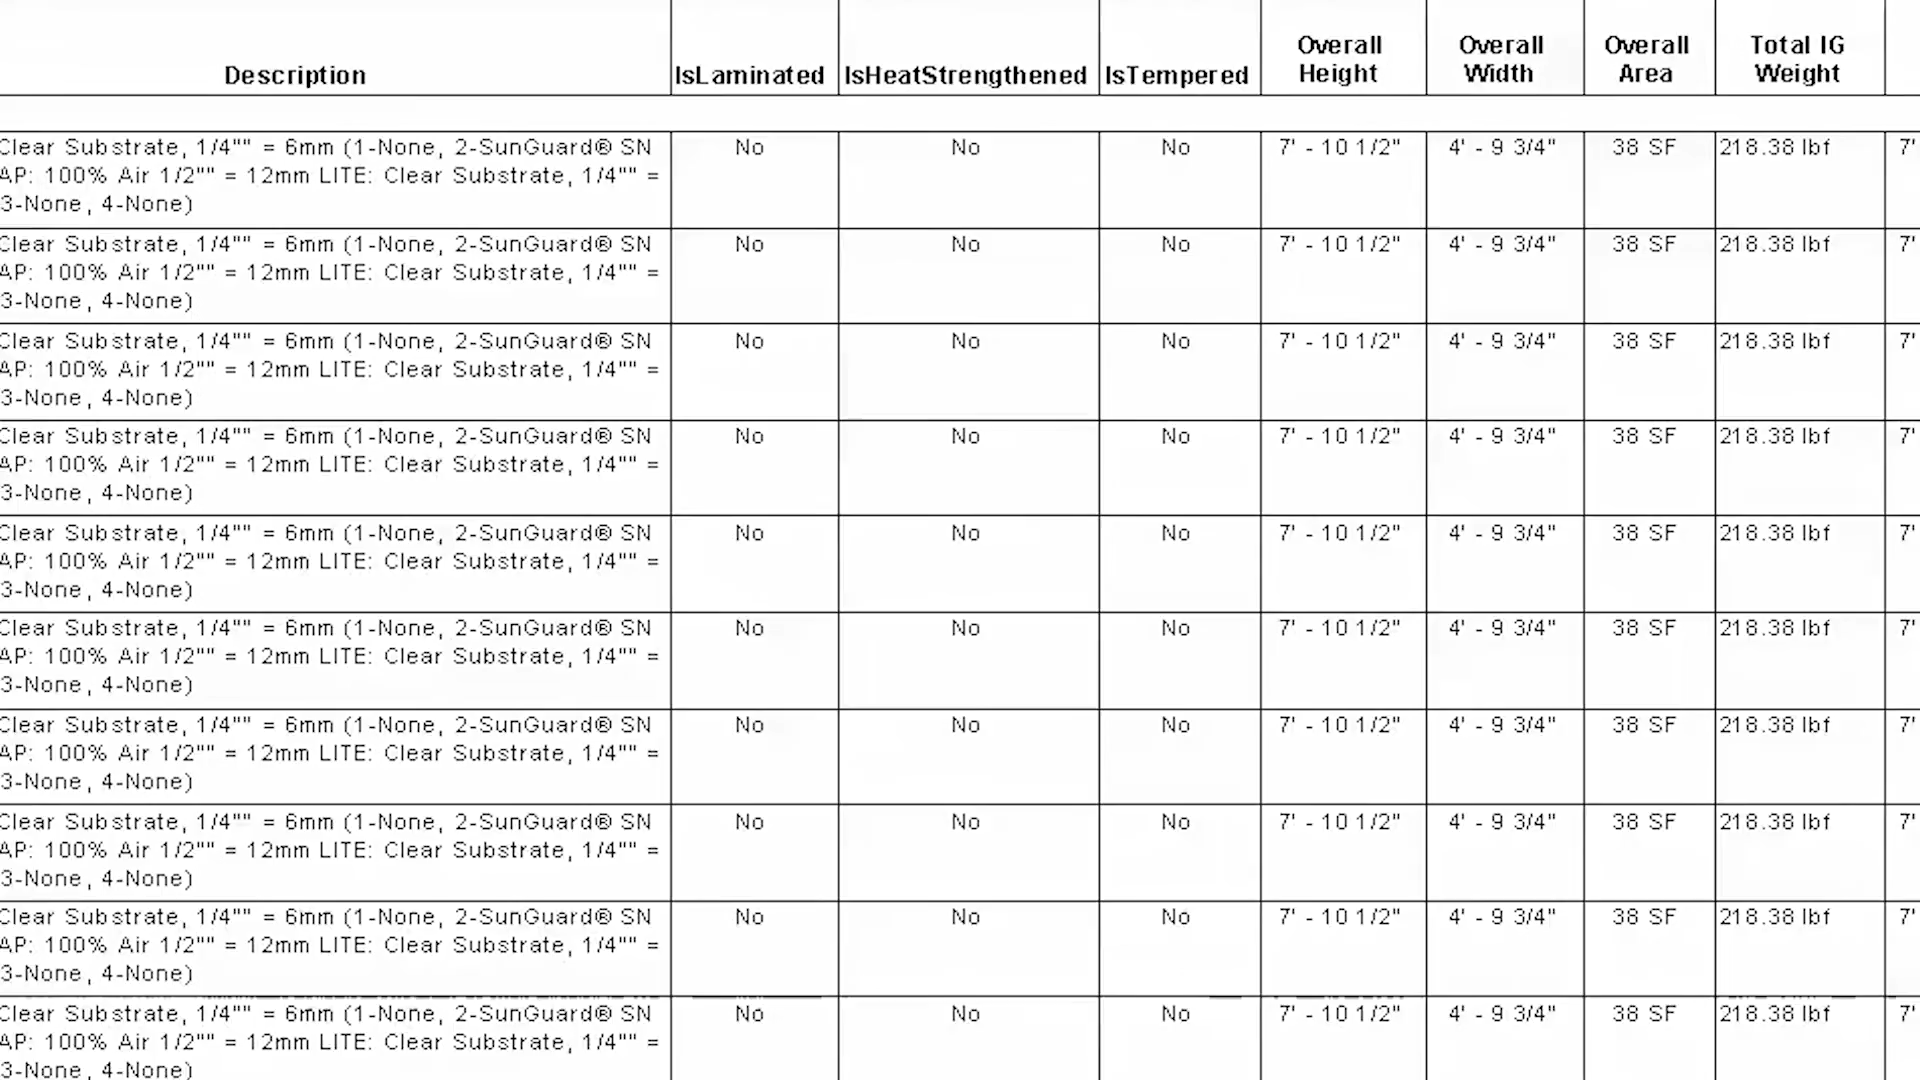 Description IsLaminated IsHeatStrengthened IsTempered Overall Height Overall Width Overall Area Total IG Weight
Clear Substrate, 1/4"" = 6mm (1-None, 2-SunGuard® SN No No No 7' - 10 1/2" 4' - 9 3/4" 38 SF 218.38 lbf 7'
AP: 100% Air 1/2"" = 12mm LITE: Clear Substrate, 1/4"" =
3-None, 4-None)
Clear Substrate, 1/4"" = 6mm (1-None, 2-SunGuard® SN No No No 7' - 10 1/2" 4' - 9 3/4" 38 SF 218.38 lbf 7'
AP: 100% Air 1/2"" = 12mm LITE: Clear Substrate, 1/4"" =
3-None, 4-None)
Clear Substrate, 1/4"" = 6mm (1-None, 2-SunGuard® SN No No No 7' - 10 1/2" 4' - 9 3/4" 38 SF 218.38 lbf 7'
AP: 100% Air 1/2"" = 12mm LITE: Clear Substrate, 1/4"" =
3-None, 4-None)
Clear Substrate, 1/4"" = 6mm (1-None, 2-SunGuard® SN No No No 7' - 10 1/2" 4' - 9 3/4" 38 SF 218.38 lbf 7'
AP: 100% Air 1/2"" = 12mm LITE: Clear Substrate, 1/4"" =
3-None, 4-None)
Clear Substrate, 1/4"" = 6mm (1-None, 2-SunGuard® SN No No No 7' - 10 1/2" 4' - 9 3/4" 38 SF 218.38 lbf 7'
AP: 100% Air 1/2"" = 12mm LITE: Clear Substrate, 1/4"" =
3-None, 4-None)
Clear Substrate, 1/4"" = 6mm (1-None, 2-SunGuard® SN No No No 7' - 10 1/2" 4' - 9 3/4" 38 SF 218.38 lbf 7'
AP: 100% Air 1/2"" = 12mm LITE: Clear Substrate, 1/4"" =
3-None, 4-None)
Clear Substrate, 1/4"" = 6mm (1-None, 2-SunGuard® SN No No No 7' - 10 1/2" 4' - 9 3/4" 38 SF 218.38 lbf 7'
AP: 100% Air 1/2"" = 12mm LITE: Clear Substrate, 1/4"" =
3-None, 4-None)
Clear Substrate, 1/4"" = 6mm (1-None, 2-SunGuard® SN No No No 7' - 10 1/2" 4' - 9 3/4" 38 SF 218.38 lbf 7'
AP: 100% Air 1/2"" = 12mm LITE: Clear Substrate, 1/4"" =
3-None, 4-None)
Clear Substrate, 1/4"" = 6mm (1-None, 2-SunGuard® SN No No No 7' - 10 1/2" 4' - 9 3/4" 38 SF 218.38 lbf 7'
AP: 100% Air 1/2"" = 12mm LITE: Clear Substrate, 1/4"" =
3-None, 4-None)
Clear Substrate, 1/4"" = 6mm (1-None, 2-SunGuard® SN No No No 7' - 10 1/2" 4' - 9 3/4" 38 SF 218.38 lbf 7'
AP: 100% Air 1/2"" = 12mm LITE: Clear Substrate, 1/4"" =
3-None, 4-None)